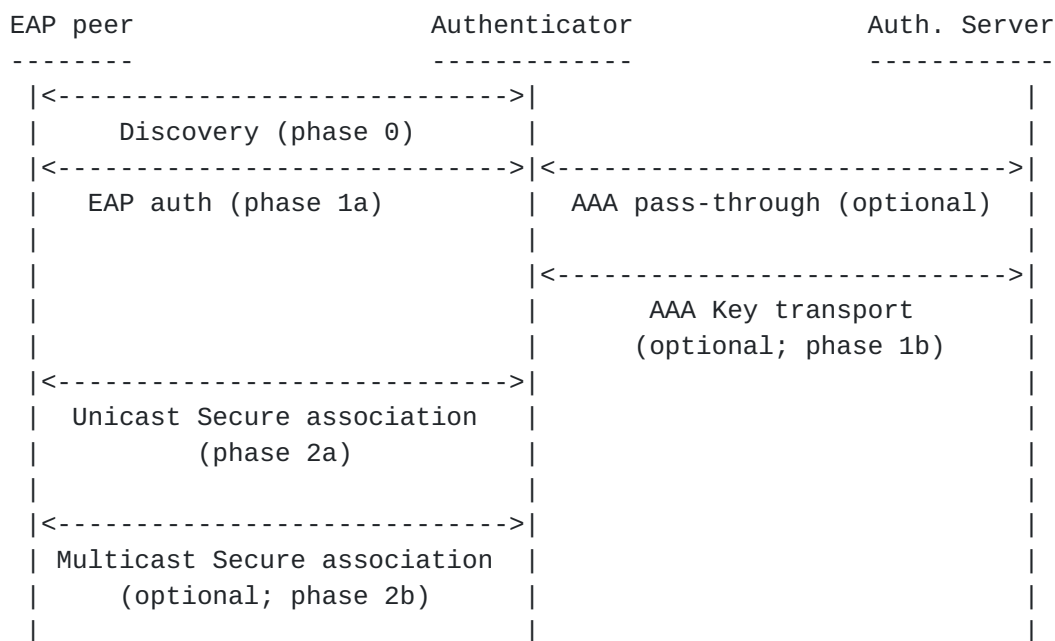 EAP peer                   Authenticator               Auth. Server
--------                   -------------               ------------
 |<----------------------------->|                               |
 |     Discovery (phase 0)       |                               |
 |<----------------------------->|<----------------------------->|
 |   EAP auth (phase 1a)         |  AAA pass-through (optional)  |
 |                               |                               |
 |                               |<----------------------------->|
 |                               |       AAA Key transport       |
 |                               |      (optional; phase 1b)     |
 |<----------------------------->|                               |
 |  Unicast Secure association   |                               |
 |          (phase 2a)           |                               |
 |                               |                               |
 |<----------------------------->|                               |
 | Multicast Secure association  |                               |
 |     (optional; phase 2b)      |                               |
 |                               |                               |